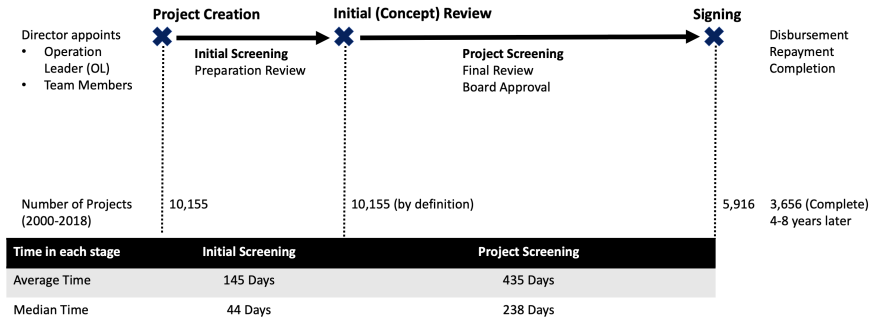 Project Creation
Initial (Concept) Review
Signing
Director appoints
• Operation
Leader (OL)
• Team Members
Initial Screening
Preparation Review
Project Screening
Final Review
Board Approval
Disbursement
Repayment
Completion
Number of Projects
(2000-2018)
10,155
10,155 (by definition)
5,916
3,656 (Complete)
4-8 years later
Time in each stage Initial Screening Project Screening
Average Time 145 Days 435 Days
Median Time 44 Days 238 Days